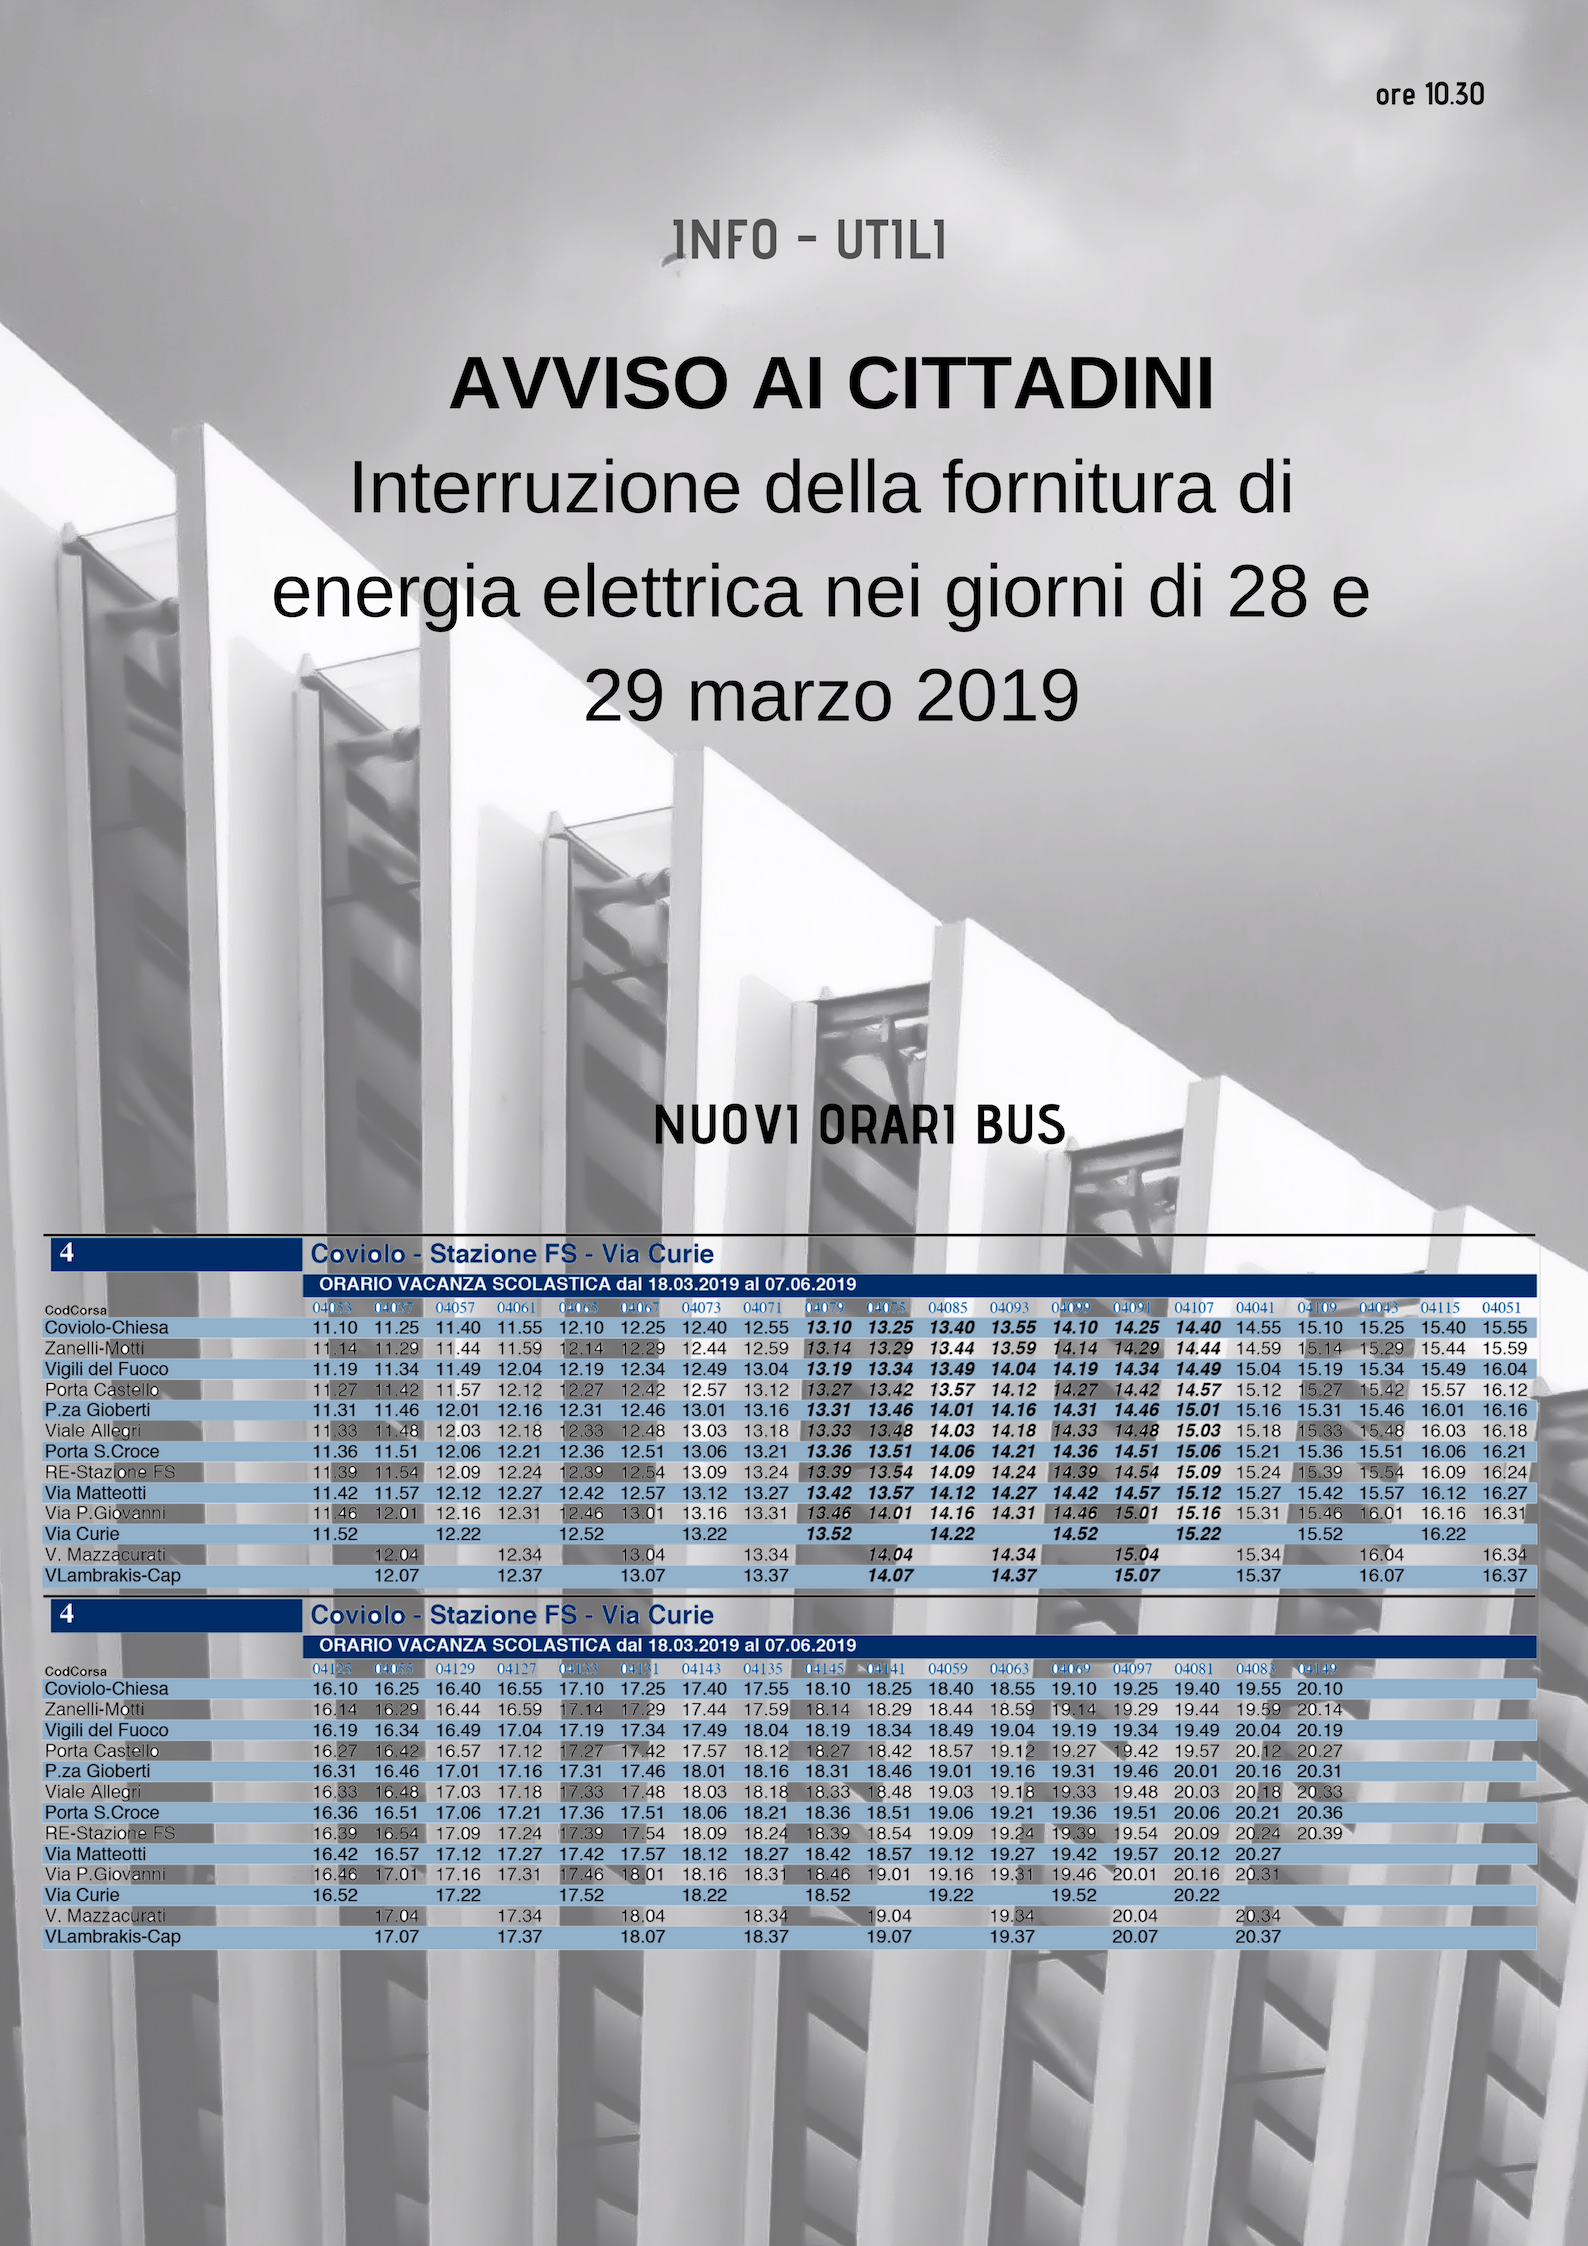 ore 10.30
INFO - UTILI
AVVISO AI CITTADINI
Interruzione della fornitura di
energia elettrica nei giorni di 28 e
29 marzo 2019
NUOVI ORARI BUS
4 Coviolo - Stazione FS - Via Curie
ORARIO VACANZA SCOLASTICA dal 18.03.2019 al 07.06.2019
CodCorsa 04053 04037 04057 04061 04065 04067 04073 04071 04079 04075 04085 04093 04099 04091 04107 04041 04109 04043 04115 04051
Coviolo-Chiesa 11.10 11.25 11.40 11.55 12.10 12.25 12.40 12.55 13.10 13.25 13.40 13.55 14.10 14.25 14.40 14.55 15.10 15.25 15.40 15.55
Zanelli-Motti 11.14 11.29 11.44 11.59 12.14 12.29 12.44 12.59 13.14 13.29 13.44 13.59 14.14 14.29 14.44 14.59 15.14 15.29 15.44 15.59
Vigili del Fuoco 11.19 11.34 11.49 12.04 12.19 12.34 12.49 13.04 13.19 13.34 13.49 14.04 14.19 14.34 14.49 15.04 15.19 15.34 15.49 16.04
Porta Castello 11.27 11.42 11.57 12.12 12.27 12.42 12.57 13.12 13.27 13.42 13.57 14.12 14.27 14.42 14.57 15.12 15.27 15.42 15.57 16.12
P.za Gioberti 11.31 11.46 12.01 12.16 12.31 12.46 13.01 13.16 13.31 13.46 14.01 14.16 14.31 14.46 15.01 15.16 15.31 15.46 16.01 16.16
Viale Allegri 11.33 11.48 12.03 12.18 12.33 12.48 13.03 13.18 13.33 13.48 14.03 14.18 14.33 14.48 15.03 15.18 15.33 15.48 16.03 16.18
Porta S.Croce 11.36 11.51 12.06 12.21 12.36 12.51 13.06 13.21 13.36 13.51 14.06 14.21 14.36 14.51 15.06 15.21 15.36 15.51 16.06 16.21
RE-Stazione FS 11.39 11.54 12.09 12.24 12.39 12.54 13.09 13.24 13.39 13.54 14.09 14.24 14.39 14.54 15.09 15.24 15.39 15.54 16.09 16.24
Via Matteotti 11.42 11.57 12.12 12.27 12.42 12.57 13.12 13.27 13.42 13.57 14.12 14.27 14.42 14.57 15.12 15.27 15.42 15.57 16.12 16.27
Via P.Giovanni 11.46 12.01 12.16 12.31 12.46 13.01 13.16 13.31 13.46 14.01 14.16 14.31 14.46 15.01 15.16 15.31 15.46 16.01 16.16 16.31
Via Curie 11.52 12.22 12.52 13.22 13.52 14.22 14.52 15.22 15.52 16.22
V. Mazzacurati 12.04 12.34 13.04 13.34 14.04 14.34 15.04 15.34 16.04 16.34
VLambrakis-Cap 12.07 12.37 13.07 13.37 14.07 14.37 15.07 15.37 16.07 16.37
4 Coviolo - Stazione FS - Via Curie
ORARIO VACANZA SCOLASTICA dal 18.03.2019 al 07.06.2019
CodCorsa 04125 04055 04129 04127 04133 04131 04143 04135 04145 04141 04059 04063 04069 04097 04081 04083 04149
Coviolo-Chiesa 16.10 16.25 16.40 16.55 17.10 17.25 17.40 17.55 18.10 18.25 18.40 18.55 19.10 19.25 19.40 19.55 20.10
Zanelli-Motti 16.14 16.29 16.44 16.59 17.14 17.29 17.44 17.59 18.14 18.29 18.44 18.59 19.14 19.29 19.44 19.59 20.14
Vigili del Fuoco 16.19 16.34 16.49 17.04 17.19 17.34 17.49 18.04 18.19 18.34 18.49 19.04 19.19 19.34 19.49 20.04 20.19
Porta Castello 16.27 16.42 16.57 17.12 17.27 17.42 17.57 18.12 18.27 18.42 18.57 19.12 19.27 19.42 19.57 20.12 20.27
P.za Gioberti 16.31 16.46 17.01 17.16 17.31 17.46 18.01 18.16 18.31 18.46 19.01 19.16 19.31 19.46 20.01 20.16 20.31
Viale Allegri 16.33 16.48 17.03 17.18 17.33 17.48 18.03 18.18 18.33 18.48 19.03 19.18 19.33 19.48 20.03 20.18 20.33
Porta S.Croce 16.36 16.51 17.06 17.21 17.36 17.51 18.06 18.21 18.36 18.51 19.06 19.21 19.36 19.51 20.06 20.21 20.36
RE-Stazione FS 16.39 16.54 17.09 17.24 17.39 17.54 18.09 18.24 18.39 18.54 19.09 19.24 19.39 19.54 20.09 20.24 20.39
Via Matteotti 16.42 16.57 17.12 17.27 17.42 17.57 18.12 18.27 18.42 18.57 19.12 19.27 19.42 19.57 20.12 20.27
Via P.Giovanni 16.46 17.01 17.16 17.31 17.46 18.01 18.16 18.31 18.46 19.01 19.16 19.31 19.46 20.01 20.16 20.31
Via Curie 16.52 17.22 17.52 18.22 18.52 19.22 19.52 20.22
V. Mazzacurati 17.04 17.34 18.04 18.34 19.04 19.34 20.04 20.34
VLambrakis-Cap 17.07 17.37 18.07 18.37 19.07 19.37 20.07 20.37